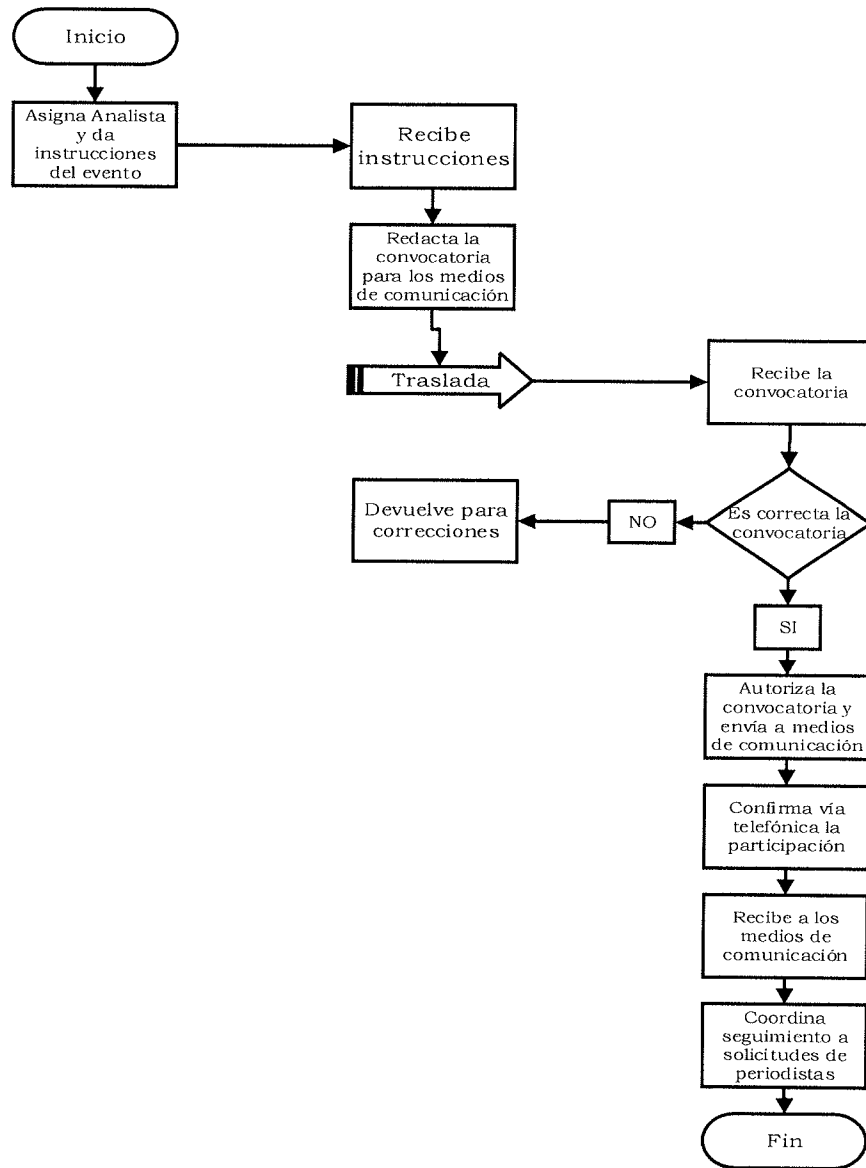 Inicio
Asigna Analista
y da
instrucciones
del evento
Recibe
instrucciones
Redacta la
convocatoria
para los medios
de comunicación
Traslada
Recibe la
convocatoria
Es correcta la
convocatoria
NO
Devuelve para
correcciones
SI
Autoriza la
convocatoria y
envía a medios
de comunicación
Confirma vía
telefónica la
participación
Recibe a los
medios de
comunicación
Coordina
seguimiento a
solicitudes de
periodistas
Fin